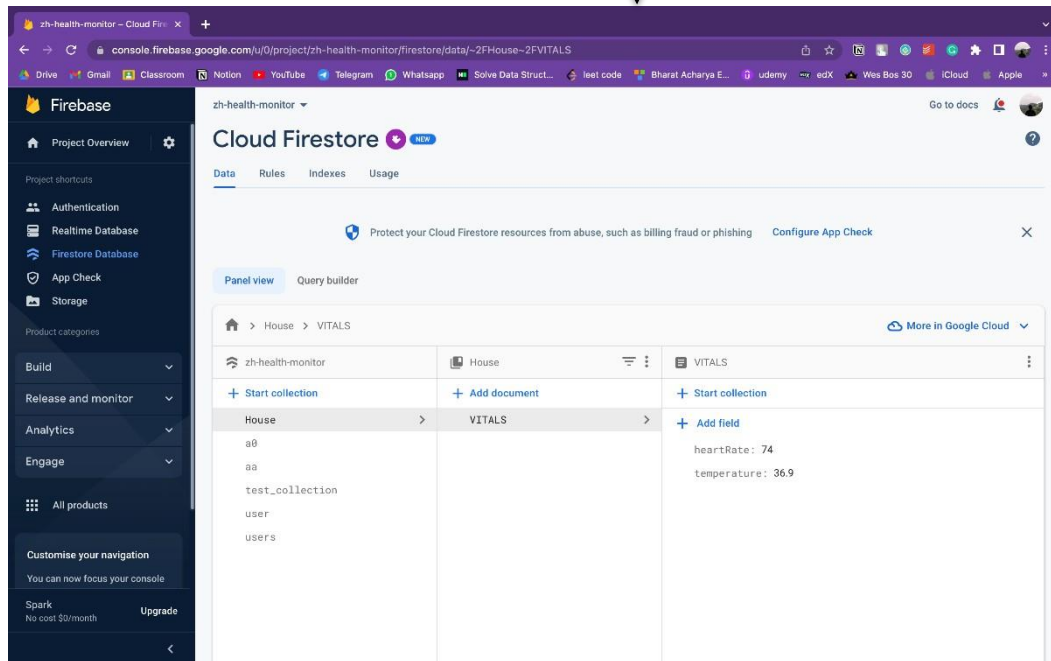 zh-health-monitor – Cloud Fire
console.firebase.google.com/u/0/project/zh-health-monitor/firestore/data/~2FHouse~2FVITALS
Drive Gmail Classroom Notion YouTube Telegram Whatsapp Solve Data Struct... leet code Bharat Acharya E... udemy edX Wes Bos 30 iCloud Apple »
Firebase
zh-health-monitor
Go to docs
Project Overview
Cloud Firestore NEW
Data Rules Indexes Usage
Project shortcuts
Authentication
Realtime Database
Firestore Database
App Check
Storage
Protect your Cloud Firestore resources from abuse, such as billing fraud or phishing Configure App Check
Panel view Query builder
Product categories
Build
Release and monitor
Analytics
Engage
All products
Customise your navigation
You can now focus your console
Spark
No cost $0/month
Upgrade
House > VITALS
More in Google Cloud
zh-health-monitor
+ Start collection
House
a0
aa
test_collection
user
users
House
+ Add document
VITALS
VITALS
+ Start collection
+ Add field
heartRate: 74
temperature: 36.9